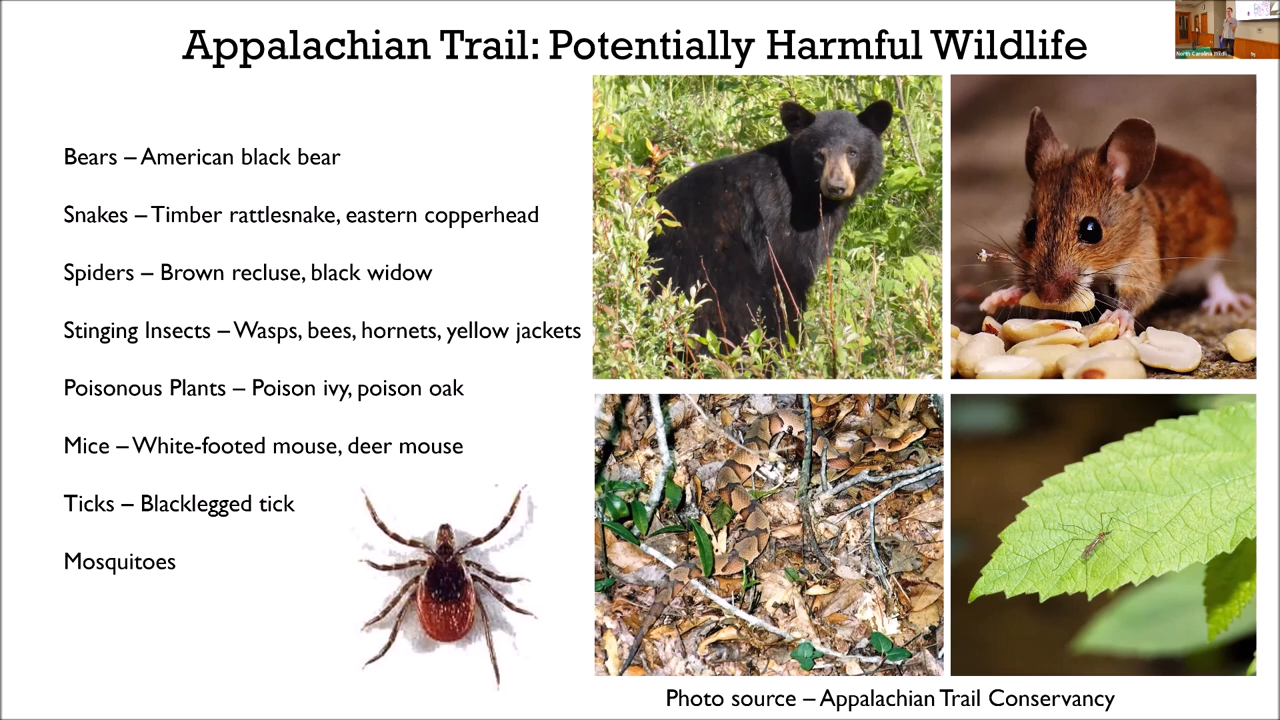 Appalachian Trail: Potentially Harmful Wildlife
Bears – American black bear
Snakes – Timber rattlesnake, eastern copperhead
Spiders – Brown recluse, black widow
Stinging Insects – Wasps, bees, hornets, yellow jackets
Poisonous Plants – Poison ivy, poison oak
Mice – White-footed mouse, deer mouse
Ticks – Blacklegged tick
Mosquitoes
Photo source – Appalachian Trail Conservancy
North Carolina